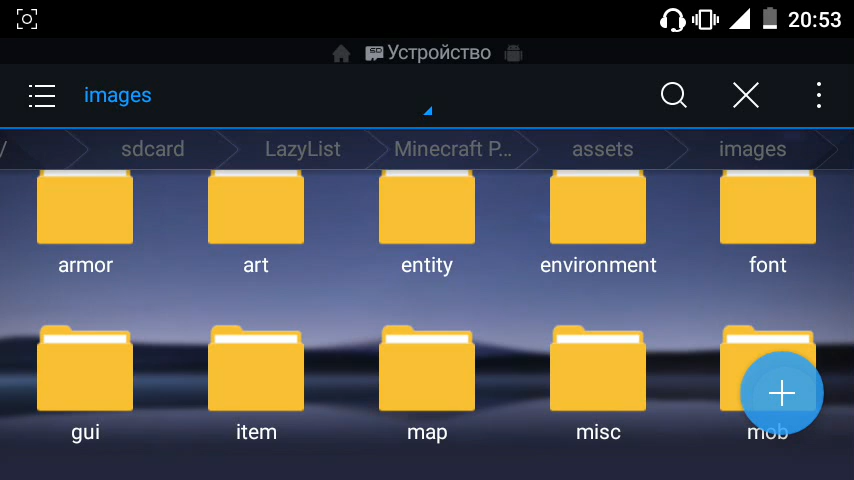 20:53
SD Устройство
images
/ sdcard LazyList Minecraft P... assets images
armor art entity environment font
gui item map misc mob